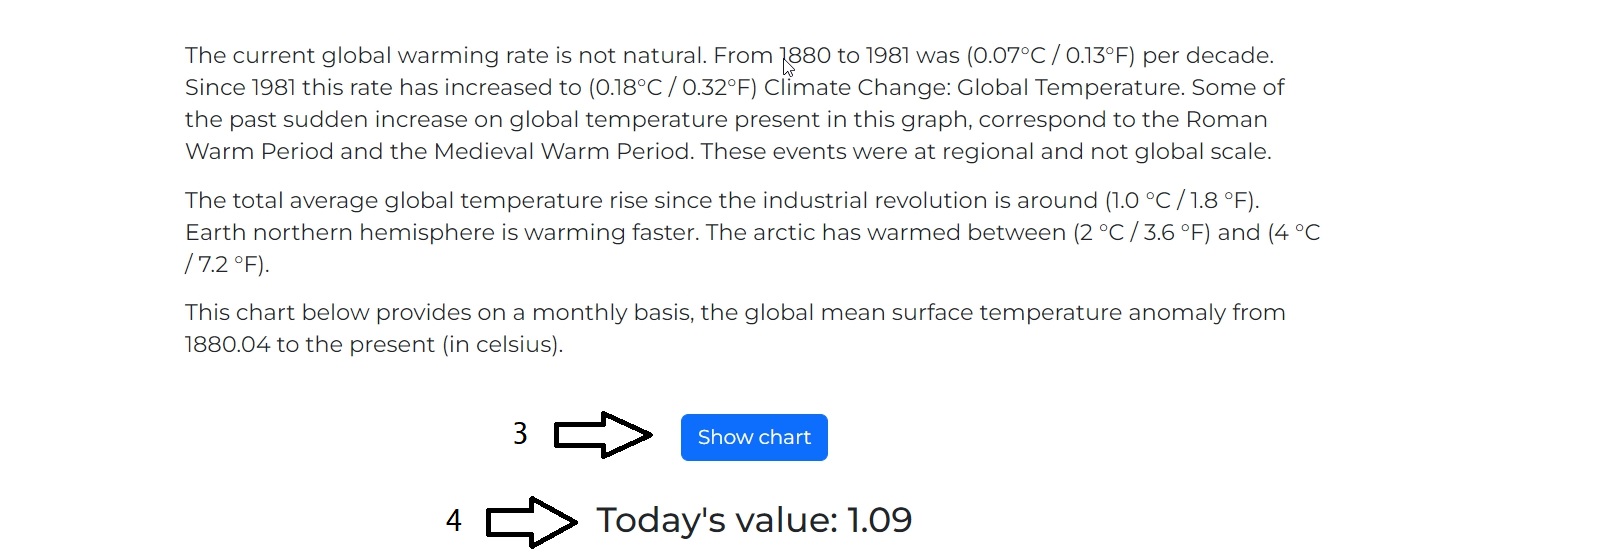 The current global warming rate is not natural. From 1880 to 1981 was (0.07°C / 0.13°F) per decade.
Since 1981 this rate has increased to (0.18°C / 0.32°F) Climate Change: Global Temperature. Some of
the past sudden increase on global temperature present in this graph, correspond to the Roman
Warm Period and the Medieval Warm Period. These events were at regional and not global scale.
The total average global temperature rise since the industrial revolution is around (1.0 °C / 1.8 °F).
Earth northern hemisphere is warming faster. The arctic has warmed between (2 °C / 3.6 °F) and (4 °C
/ 7.2 °F).
This chart below provides on a monthly basis, the global mean surface temperature anomaly from
1880.04 to the present (in celsius).
3 Show chart
4 Today's value: 1.09